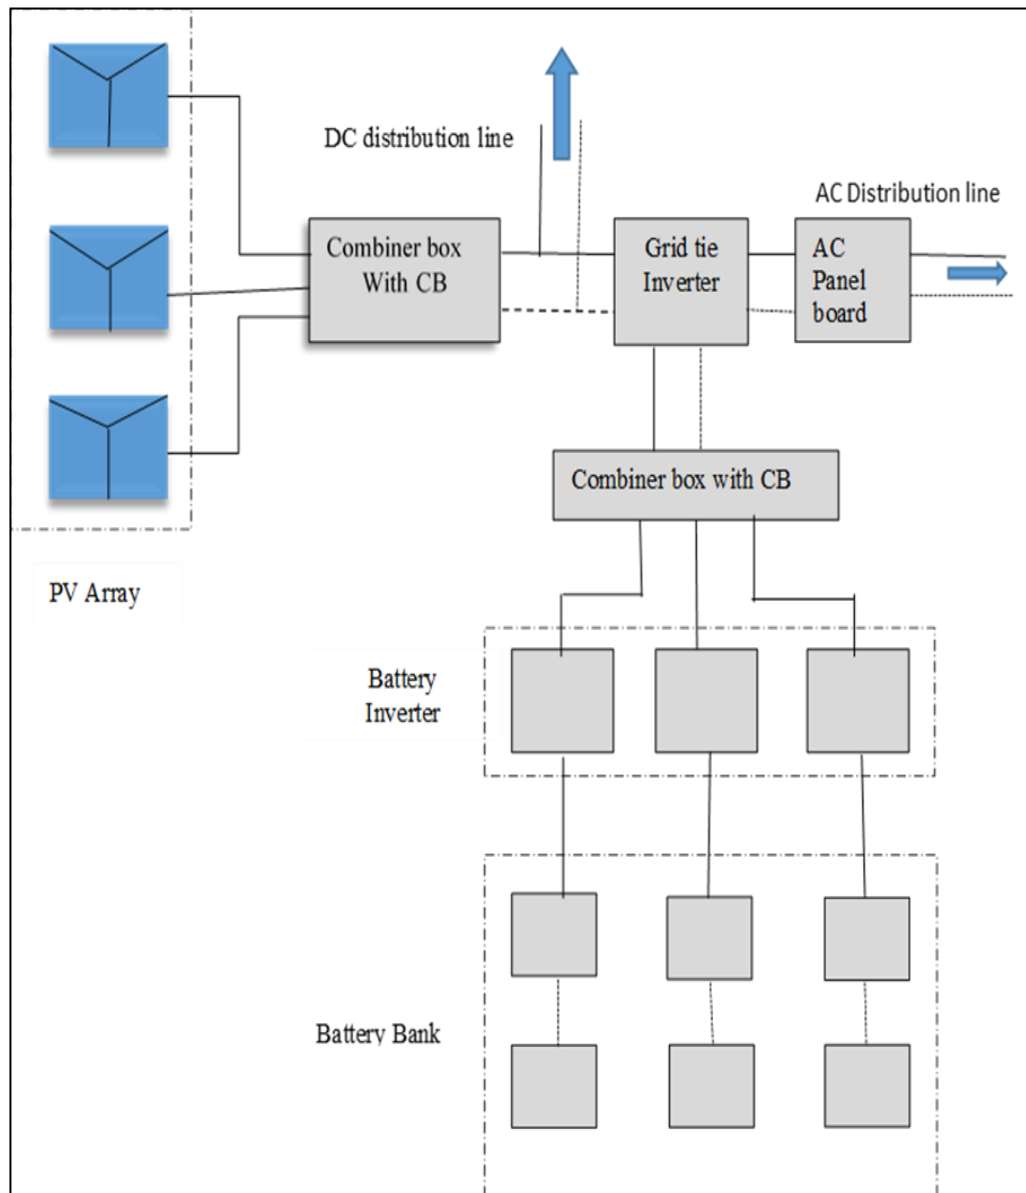 DC distribution line
AC Distribution line
Combiner box
With CB
Grid tie
Inverter
AC
Panel
board
Combiner box with CB
PV Array
Battery
Inverter
Battery Bank